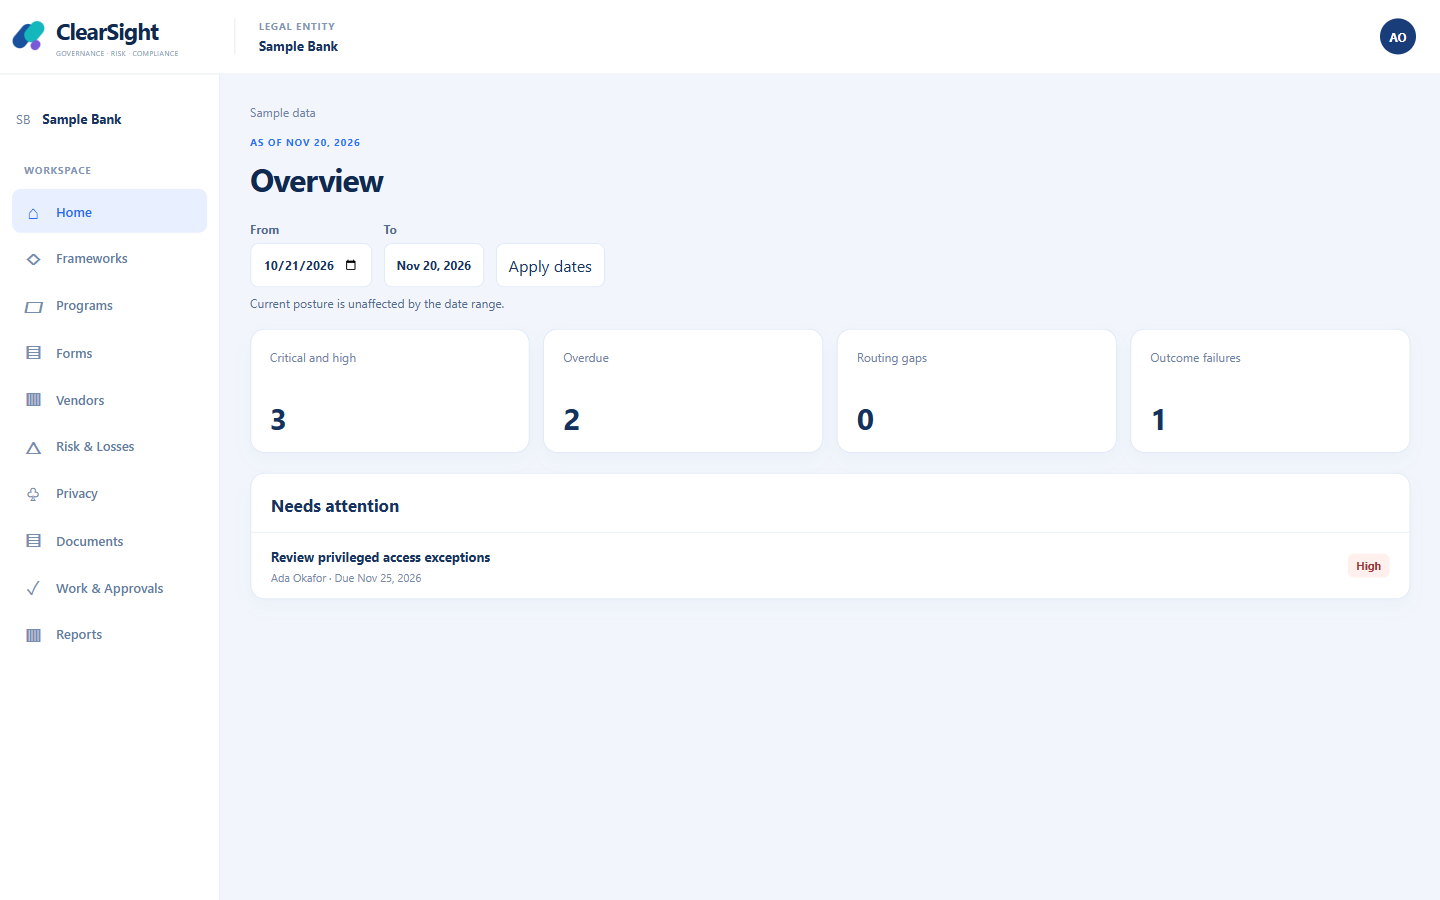 ClearSight
GOVERNANCE · RISK · COMPLIANCE
LEGAL ENTITY
Sample Bank
AO
SB Sample Bank
WORKSPACE
Home
Frameworks
Programs
Forms
Vendors
Risk & Losses
Privacy
Documents
Work & Approvals
Reports
Sample data
AS OF NOV 20, 2026
Overview
From To
10/21/2026 Nov 20, 2026 Apply dates
Current posture is unaffected by the date range.
Critical and high
3
Overdue
2
Routing gaps
0
Outcome failures
1
Needs attention
Review privileged access exceptions
Ada Okafor · Due Nov 25, 2026
High